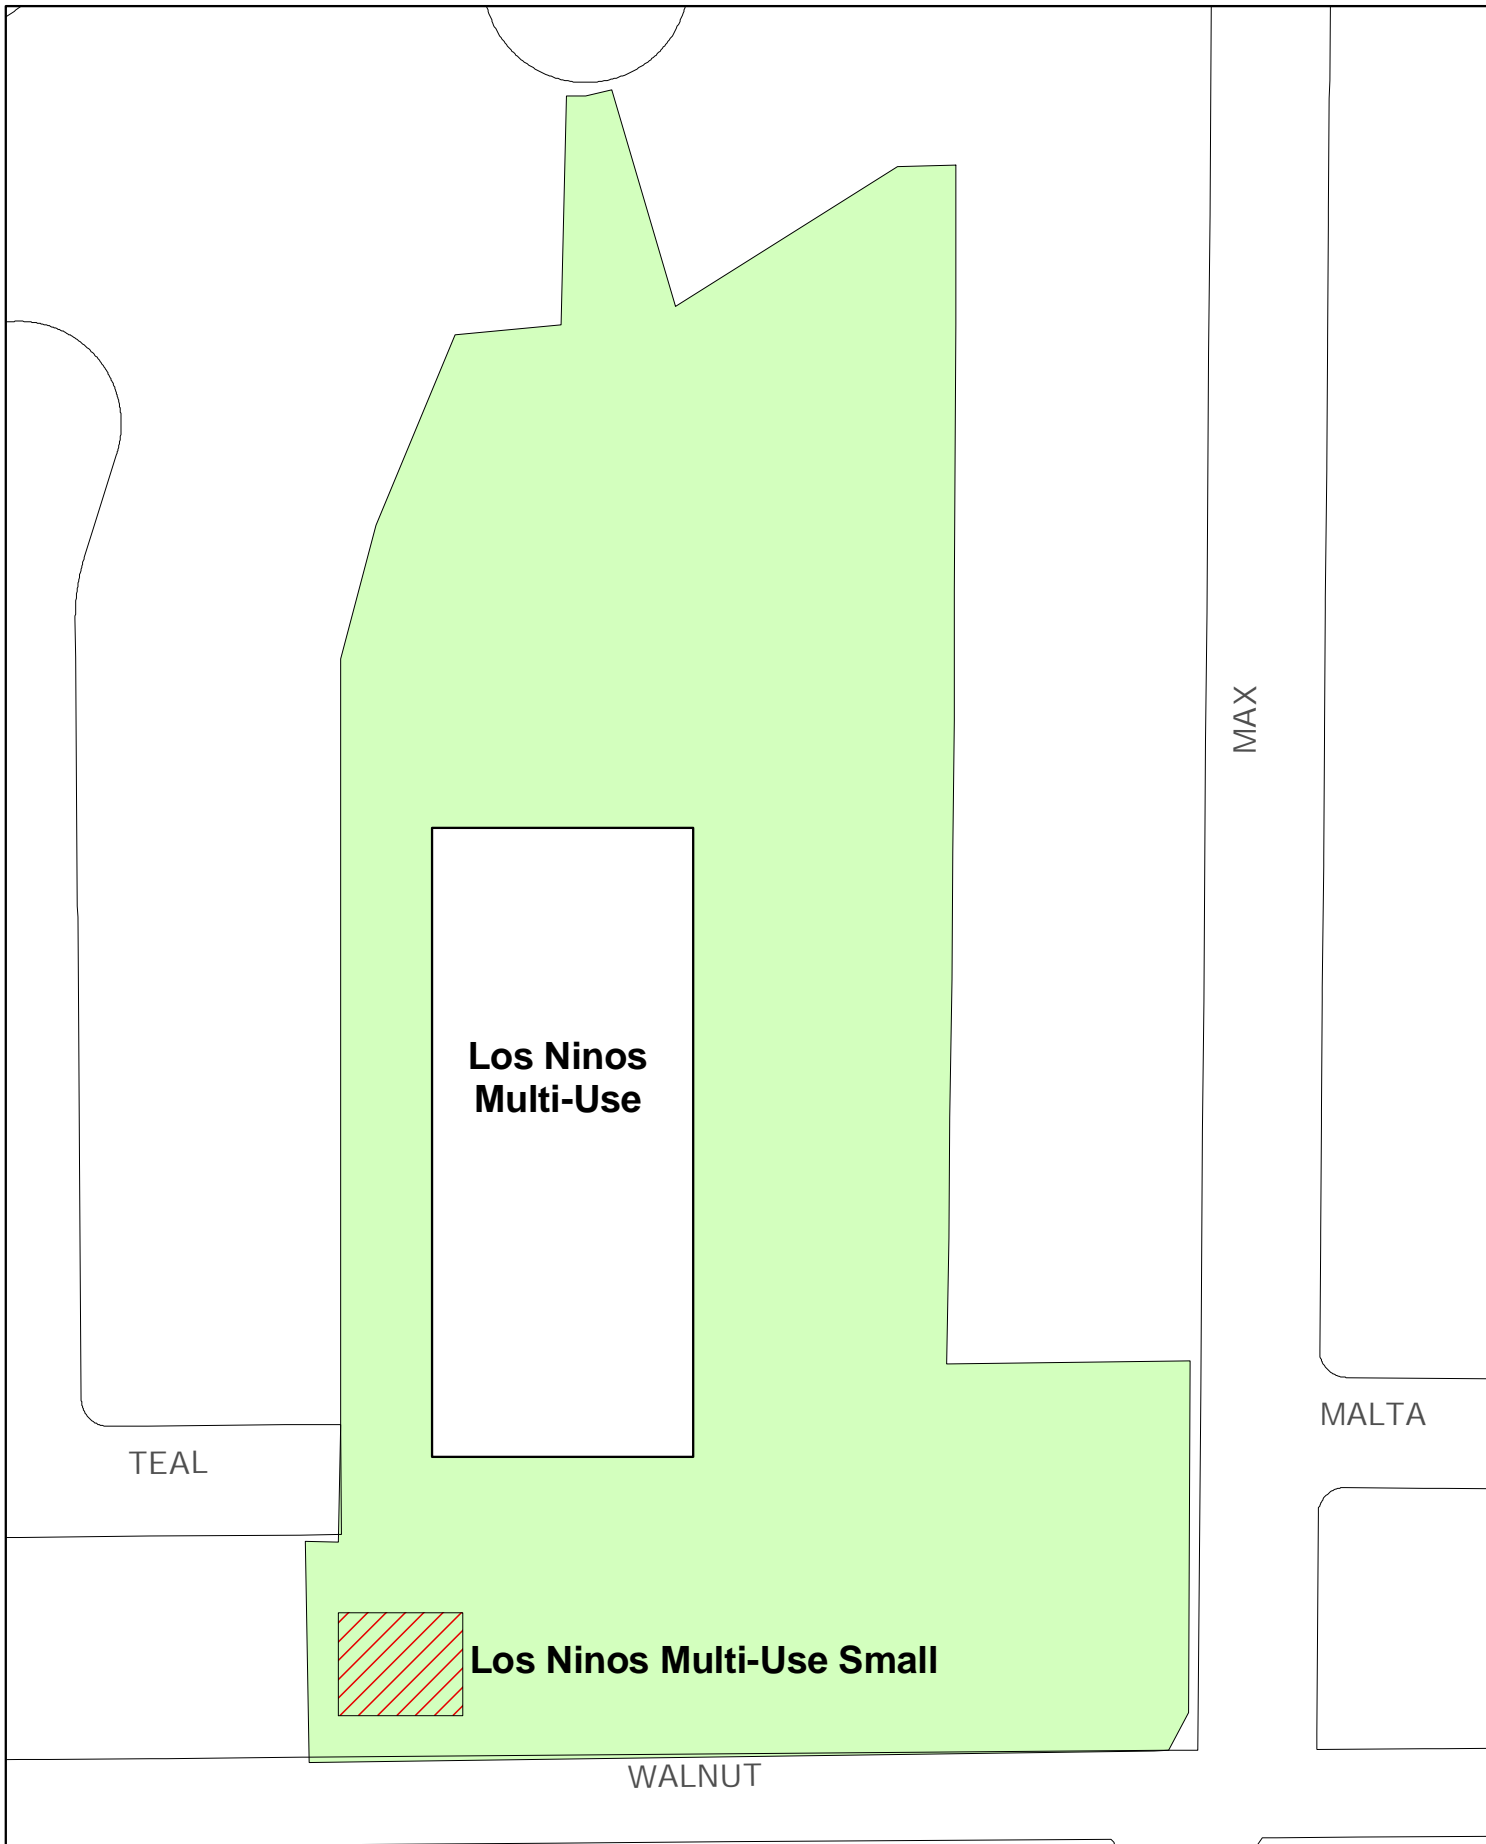 MAX
Los Ninos
Multi-Use
MALTA
TEAL
Los Ninos Multi-Use Small
WALNUT